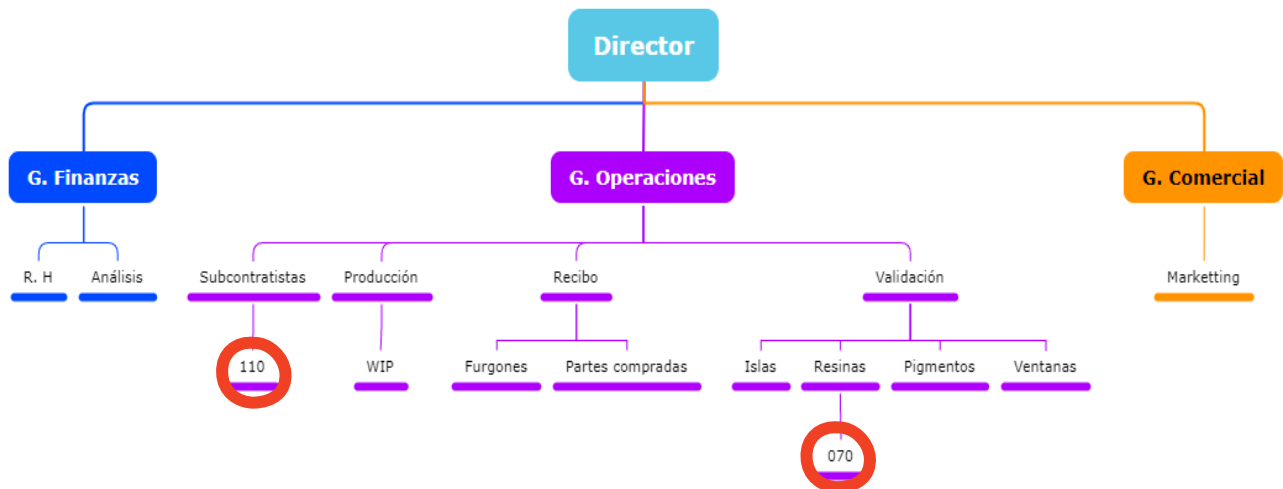 Director
G. Finanzas
G. Operaciones
G. Comercial
R. H
Análisis
Subcontratistas
Producción
Recibo
Validación
Marketting
110
WIP
Furgones
Partes compradas
Islas
Resinas
Pigmentos
Ventanas
070